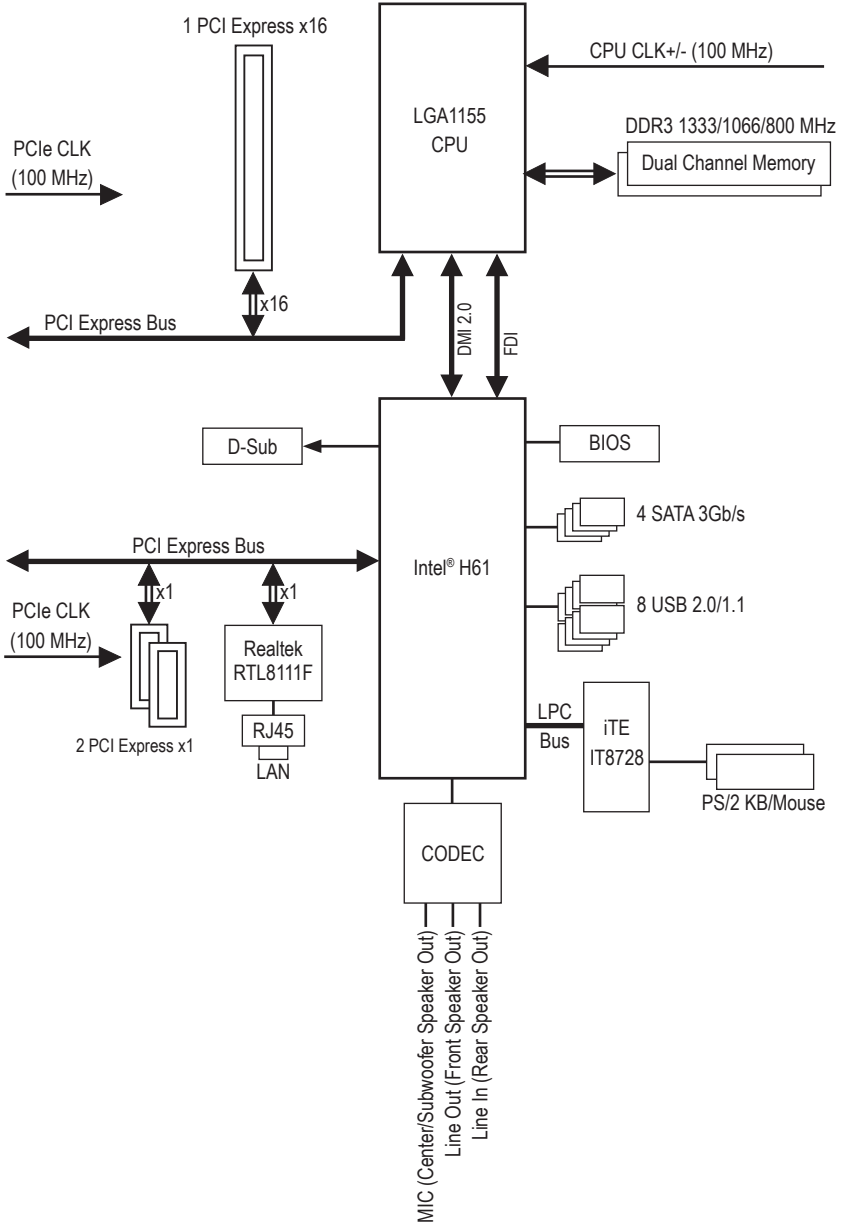 1 PCI Express x16
CPU CLK+/- (100 MHz)
LGA1155
CPU
DDR3 1333/1066/800 MHz
Dual Channel Memory
PCIe CLK
(100 MHz)
x16
PCI Express Bus
DMI 2.0
FDI
D-Sub
BIOS
4 SATA 3Gb/s
PCI Express Bus
Intel® H61
x1
x1
8 USB 2.0/1.1
PCIe CLK
(100 MHz)
Realtek
RTL8111F
LPC
Bus
iTE
IT8728
RJ45
LAN
2 PCI Express x1
PS/2 KB/Mouse
CODEC
MIC (Center/Subwoofer Speaker Out)
Line Out (Front Speaker Out)
Line In (Rear Speaker Out)